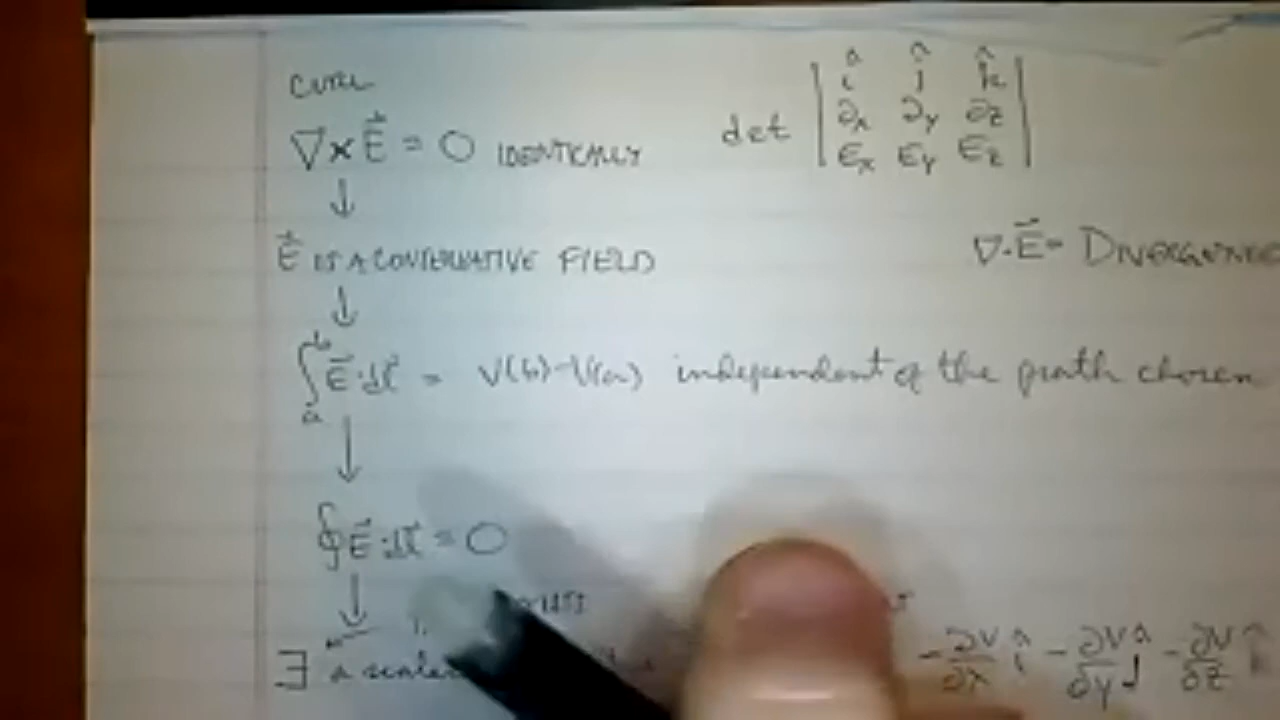 CURL
∇×E⃗ = 0 IDENTICALLY
det | î ĵ k̂ |
| ∂x ∂y ∂z |
| Ex Ey Ez |
↓
E⃗ IS A CONSERVATIVE FIELD
∇·E⃗ = DIVERGENCE
↓
∫ₐᵇ E⃗·dl⃗ = V(b)-V(a) independent of the path chosen
↓
∮E⃗·dl⃗ = 0
↓
∃ a scalar -∂V/∂x î -∂V/∂y ĵ -∂V/∂z k̂